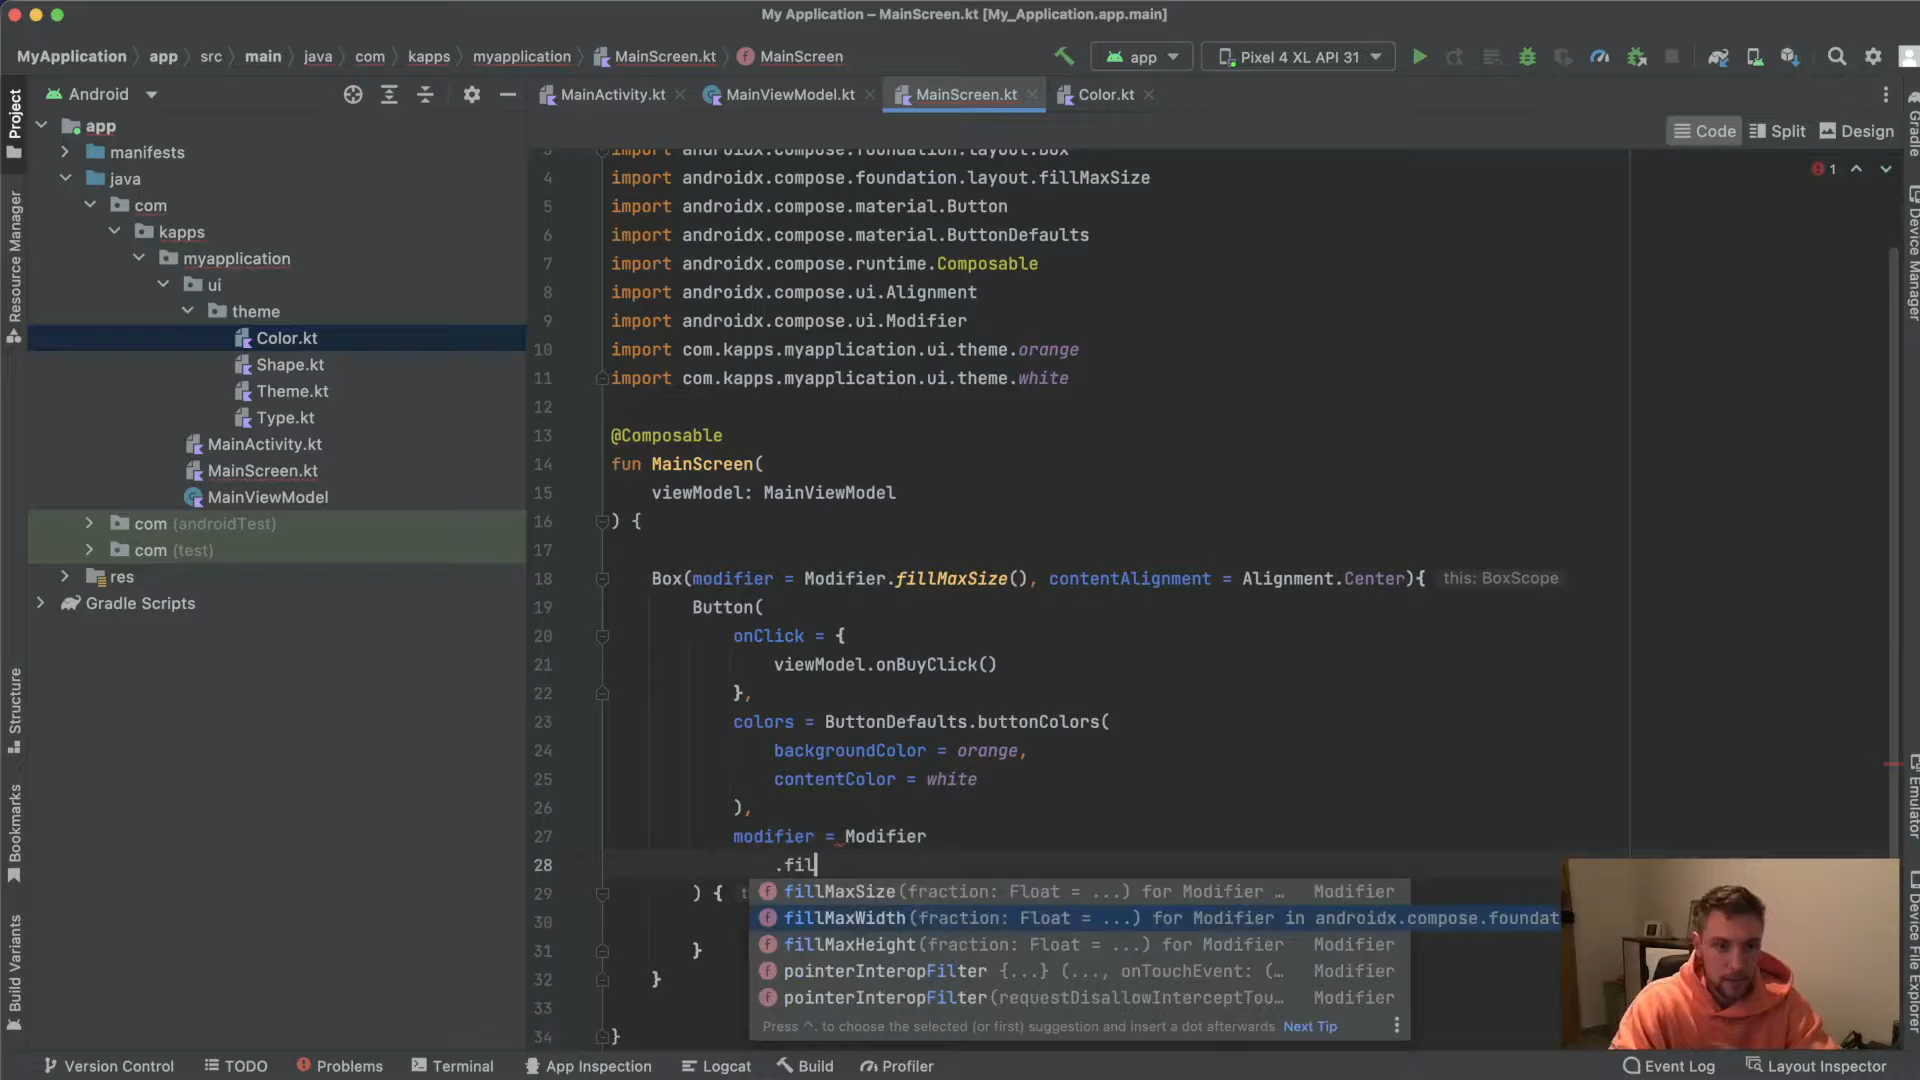 My Application – MainScreen.kt [My_Application.app.main]
MyApplication
app
src
main
java
com
kapps
myapplication
MainScreen.kt
MainScreen
app
Pixel 4 XL API 31
Project
Resource Manager
Structure
Bookmarks
Build Variants
Android
app
manifests
java
com
kapps
myapplication
ui
theme
Color.kt
Shape.kt
Theme.kt
Type.kt
MainActivity.kt
MainScreen.kt
MainViewModel
com (androidTest)
com (test)
res
Gradle Scripts
MainActivity.kt
MainViewModel.kt
MainScreen.kt
Color.kt
Code
Split
Design
1
3 import androidx.compose.foundation.layout.Box
4 import androidx.compose.foundation.layout.fillMaxSize
5 import androidx.compose.material.Button
6 import androidx.compose.material.ButtonDefaults
7 import androidx.compose.runtime.Composable
8 import androidx.compose.ui.Alignment
9 import androidx.compose.ui.Modifier
10 import com.kapps.myapplication.ui.theme.orange
11 import com.kapps.myapplication.ui.theme.white
12
13 @Composable
14 fun MainScreen(
15 viewModel: MainViewModel
16 ) {
17
18 Box(modifier = Modifier.fillMaxSize(), contentAlignment = Alignment.Center){ this: BoxScope
19 Button(
20 onClick = {
21 viewModel.onBuyClick()
22 },
23 colors = ButtonDefaults.buttonColors(
24 backgroundColor = orange,
25 contentColor = white
26 ),
27 modifier = Modifier
28 .fil
29 ) { t
30
31 }
32 }
33
34 }
fillMaxSize(fraction: Float = ...) for Modifier … Modifier
fillMaxWidth(fraction: Float = ...) for Modifier in androidx.compose.foundat
fillMaxHeight(fraction: Float = ...) for Modifier Modifier
pointerInteropFilter {...} (..., onTouchEvent: (… Modifier
pointerInteropFilter(requestDisallowInterceptTou… Modifier
Press ^. to choose the selected (or first) suggestion and insert a dot afterwards Next Tip
Gradle
Device Manager
Emulator
Device File Explorer
Version Control
TODO
Problems
Terminal
App Inspection
Logcat
Build
Profiler
Event Log
Layout Inspector